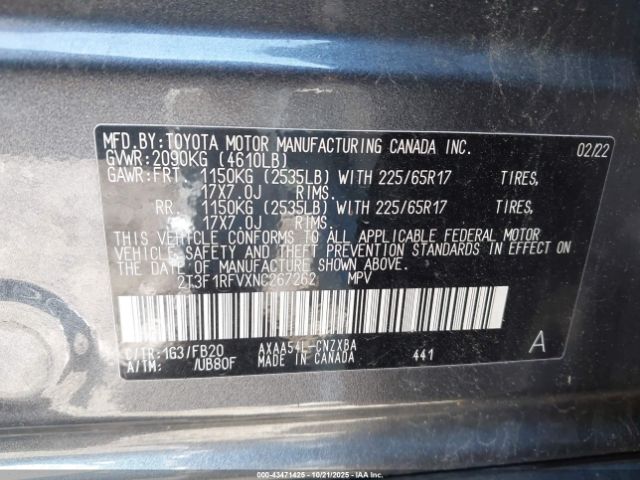 MFD.BY:TOYOTA MOTOR MANUFACTURING CANADA INC. 02/22
GVWR:2090KG (4610LB)
GAWR:FRT 1150KG (2535LB) WITH 225/65R17 TIRES,
17X7.0J RIMS.
RR. 1150KG (2535LB) WITH 225/65R17 TIRES,
17X7.0J RIMS.
THIS VEHICLE CONFORMS TO ALL APPLICABLE FEDERAL MOTOR
VEHICLE SAFETY AND THEFT PREVENTION STANDARDS IN EFFECT ON
THE DATE OF MANUFACTURE SHOWN ABOVE.
2T3F1RFVXNC267262 MPV
C/TR:1G3/FB20 AXAA54L-CNZXBA A
A/TM: /UB80F MADE IN CANADA 441
© 43471425 - 10/21/2025 - IAA Inc.